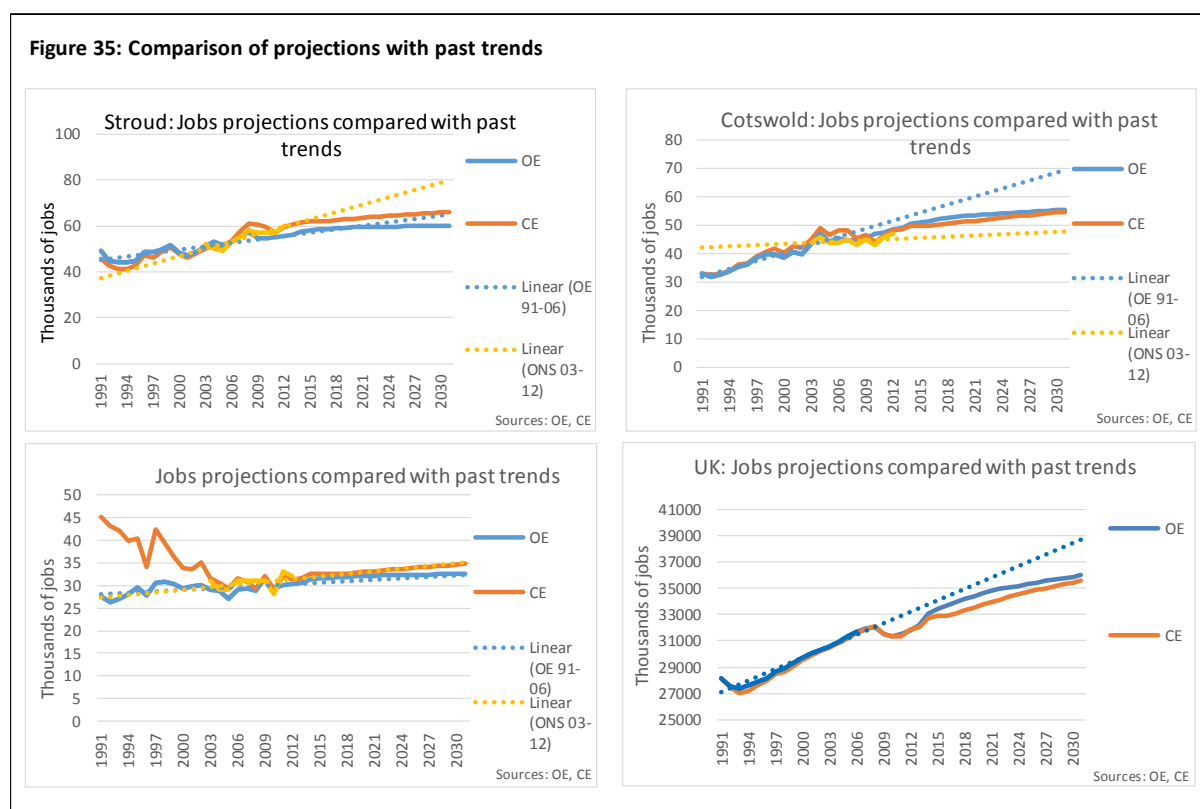 Figure 35: Comparison of projections with past trends
Stroud: Jobs projections compared with past
trends
Thousands of jobs
100
80
60
40
20
0
1991
1994
1997
2000
2003
2006
2009
2012
2015
2018
2021
2024
2027
2030
OE
CE
Linear (OE
91-06)
Linear
(ONS 03-
12)
Sources: OE, CE
Cotswold: Jobs projections compared with past
trends
Thousands of jobs
80
70
60
50
40
30
20
10
0
1991
1994
1997
2000
2003
2006
2009
2012
2015
2018
2021
2024
2027
2030
OE
CE
Linear
(OE 91-
06)
Linear
(ONS 03-
12)
Sources: OE, CE
Jobs projections compared with past trends
Thousands of jobs
50
45
40
35
30
25
20
15
10
5
0
1991
1994
1997
2000
2003
2006
2009
2012
2015
2018
2021
2024
2027
2030
OE
CE
Linear
(OE 91-
06)
Linear
(ONS 03-
12)
Sources: OE, CE
UK: Jobs projections compared with past trends
Thousands of jobs
41000
39000
37000
35000
33000
31000
29000
27000
25000
1991
1994
1997
2000
2003
2006
2009
2012
2015
2018
2021
2024
2027
2030
OE
CE
Sources: OE, CE